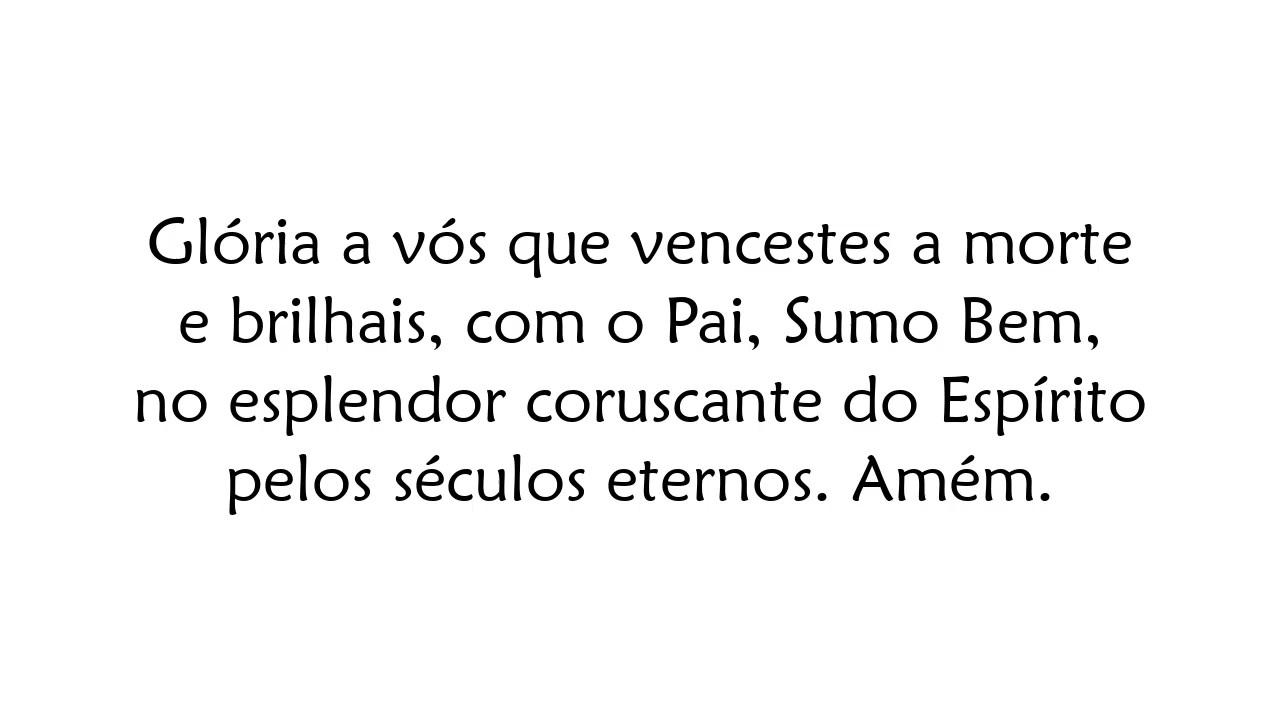 Glória a vós que vencestes a morte
e brilhais, com o Pai, Sumo Bem,
no esplendor coruscante do Espírito
pelos séculos eternos. Amém.